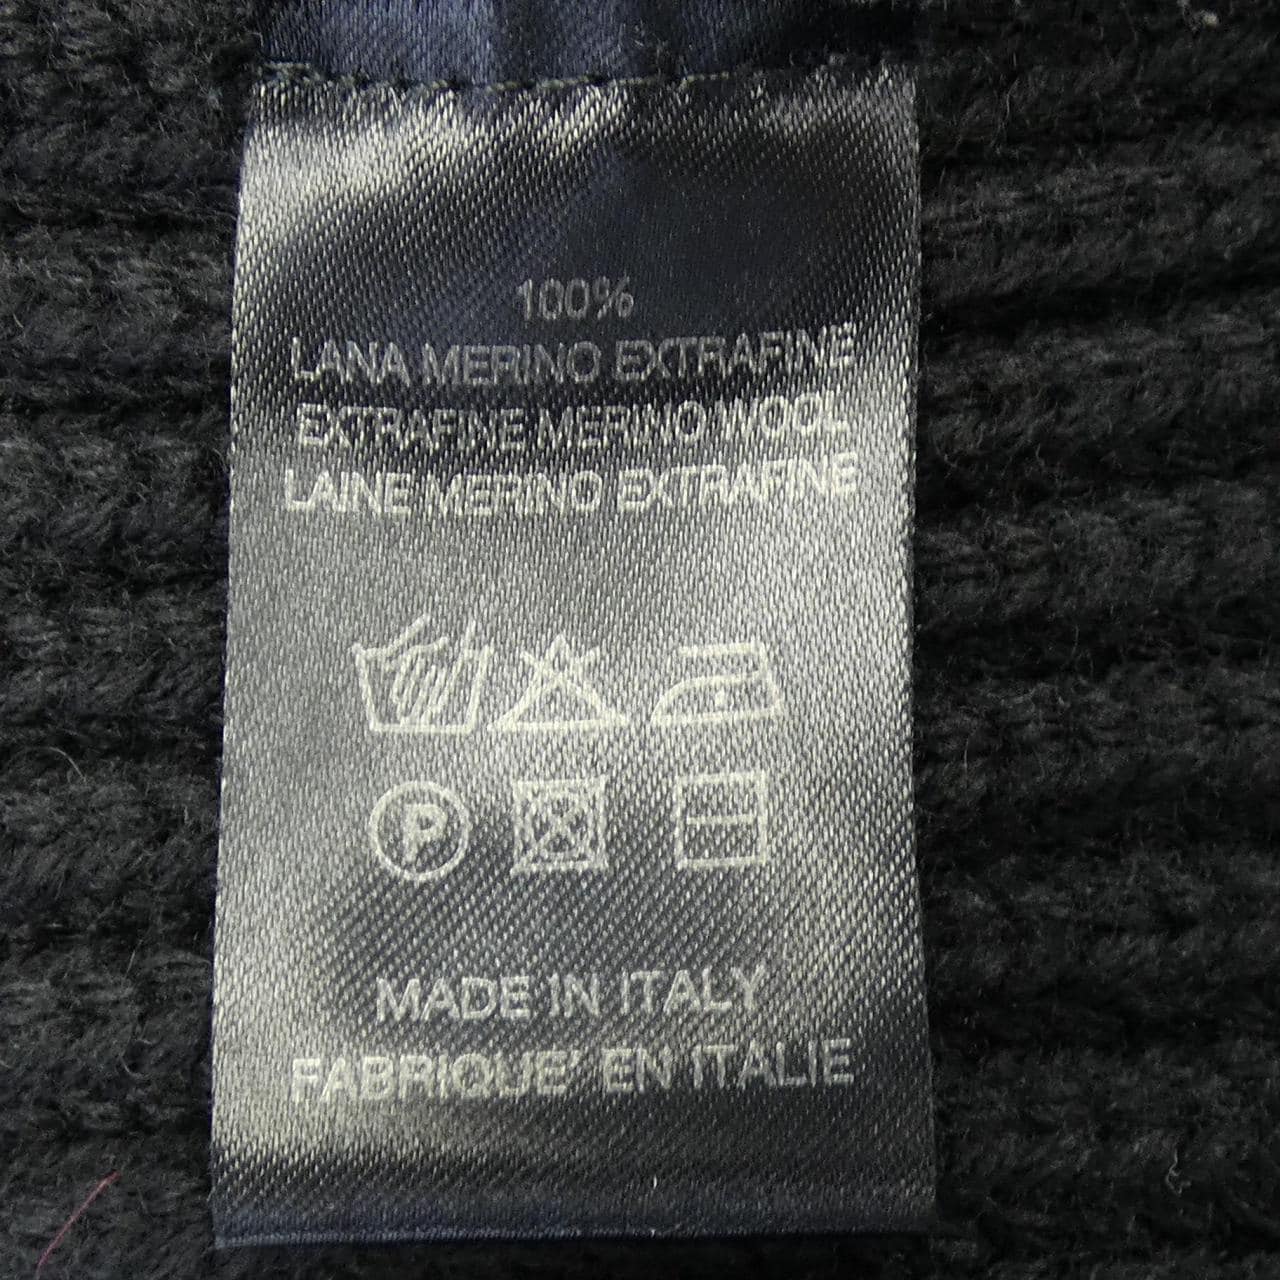 100%
LANA MERINO EXTRAFINE
EXTRAFINE MERINO WOOL
LAINE MERINO EXTRAFINE
P
MADE IN ITALY
FABRIQUE' EN ITALIE